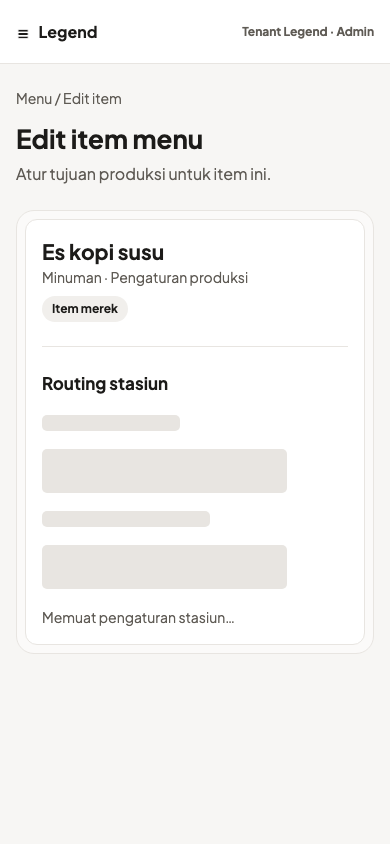 ≡ Legend
Tenant Legend · Admin
Menu / Edit item
Edit item menu
Atur tujuan produksi untuk item ini.
Es kopi susu
Minuman · Pengaturan produksi
Item merek
Routing stasiun
Memuat pengaturan stasiun…